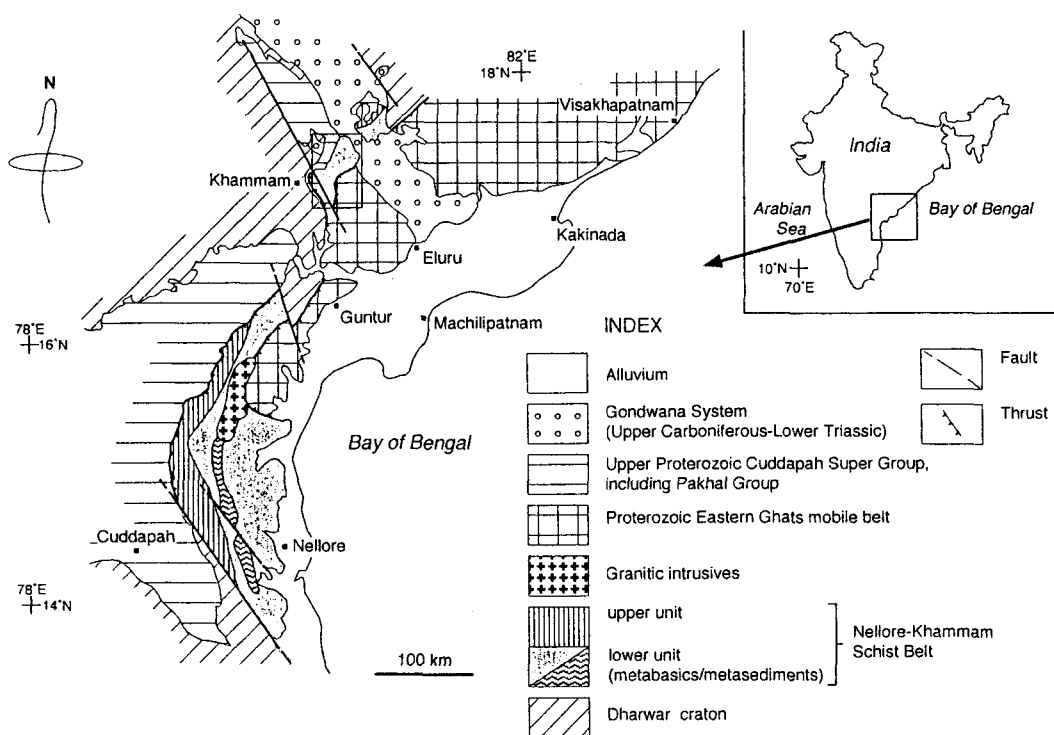 N
82°E
18°N
Visakhapatnam
Khammam
Kakinada
Eluru
Guntur
Machilipatnam
78°E
16°N
Bay of Bengal
Cuddapah
Nellore
78°E
14°N
100 km
India
Arabian
Sea
Bay of Bengal
10°N
70°E
INDEX
Alluvium
Gondwana System
(Upper Carboniferous-Lower Triassic)
Upper Proterozoic Cuddapah Super Group,
including Pakhal Group
Proterozoic Eastern Ghats mobile belt
Granitic intrusives
upper unit
lower unit
(metabasics/metasediments)
Nellore-Khammam
Schist Belt
Dharwar craton
Fault
Thrust